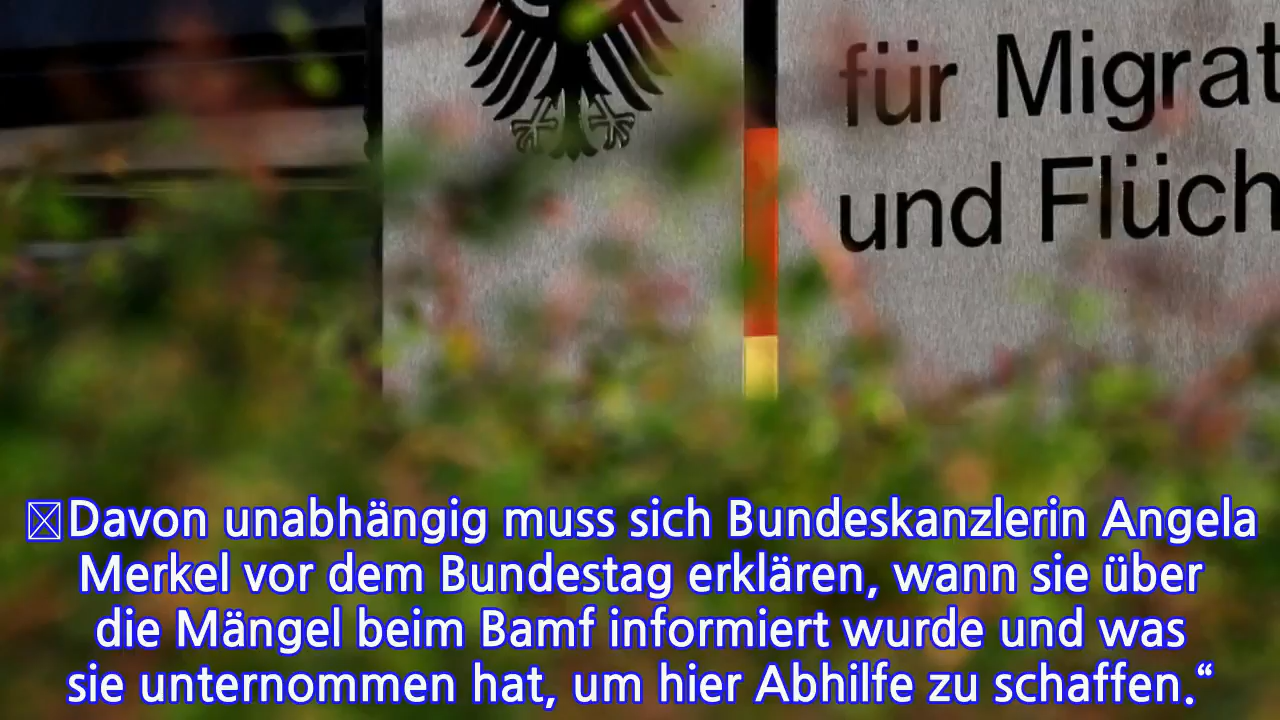 für Migrat
und Flüch
Davon unabhängig muss sich Bundeskanzlerin Angela
Merkel vor dem Bundestag erklären, wann sie über
die Mängel beim Bamf informiert wurde und was
sie unternommen hat, um hier Abhilfe zu schaffen.“